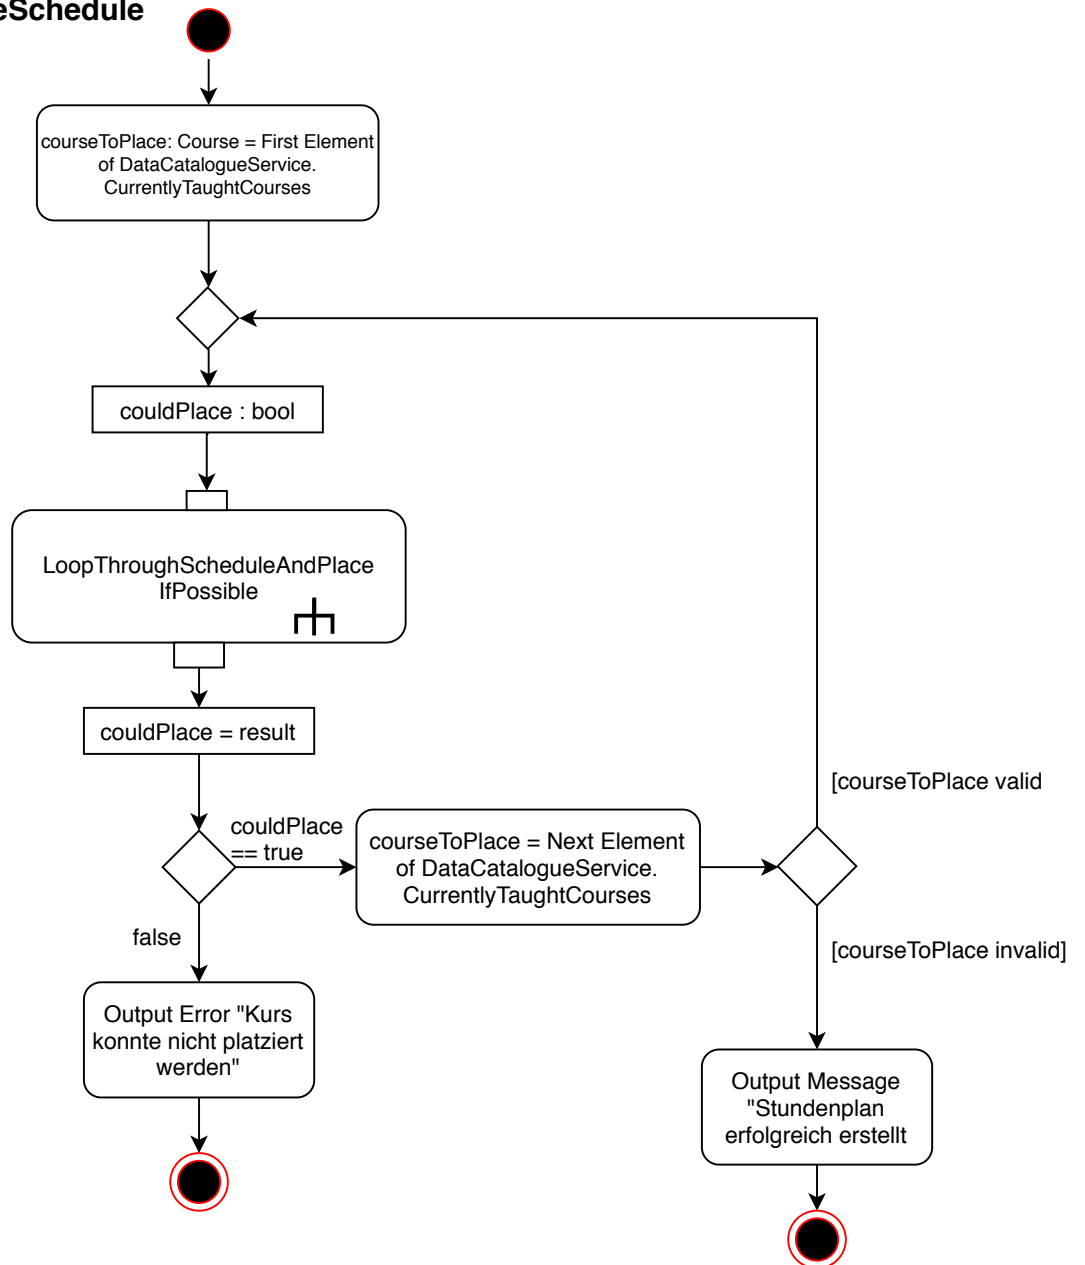 eSchedule
courseToPlace: Course = First Element
of DataCatalogueService.
CurrentlyTaughtCourses
couldPlace : bool
LoopThroughScheduleAndPlace
IfPossible
couldPlace = result
couldPlace
== true
false
courseToPlace = Next Element
of DataCatalogueService.
CurrentlyTaughtCourses
[courseToPlace valid
[courseToPlace invalid]
Output Error "Kurs
konnte nicht platziert
werden"
Output Message
"Stundenplan
erfolgreich erstellt